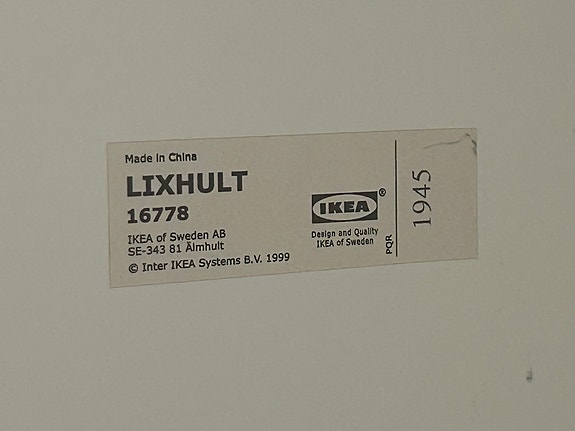 Made in China
LIXHULT
16778
IKEA of Sweden AB
SE-343 81 Älmhult
© Inter IKEA Systems B.V. 1999
IKEA®
Design and Quality
IKEA of Sweden
PQR
1945